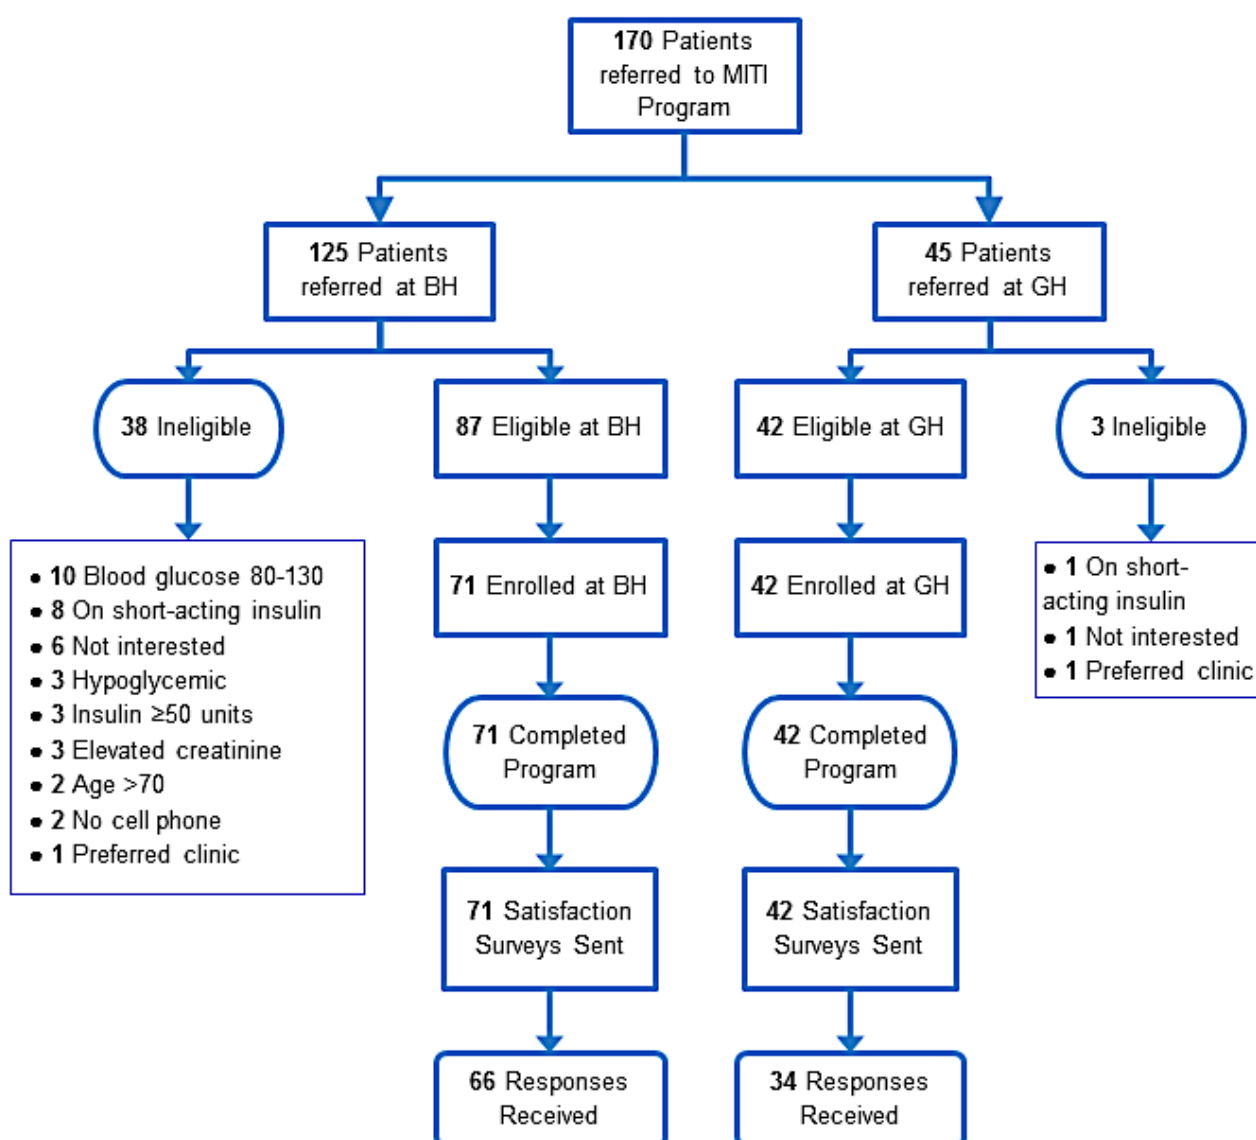 170 Patients
referred to MITI
Program
125 Patients
referred at BH
45 Patients
referred at GH
38 Ineligible
87 Eligible at BH
42 Eligible at GH
3 Ineligible
• 10 Blood glucose 80-130
• 8 On short-acting insulin
• 6 Not interested
• 3 Hypoglycemic
• 3 Insulin ≥50 units
• 3 Elevated creatinine
• 2 Age >70
• 2 No cell phone
• 1 Preferred clinic
71 Enrolled at BH
42 Enrolled at GH
• 1 On short-
acting insulin
• 1 Not interested
• 1 Preferred clinic
71 Completed
Program
42 Completed
Program
71 Satisfaction
Surveys Sent
42 Satisfaction
Surveys Sent
66 Responses
Received
34 Responses
Received